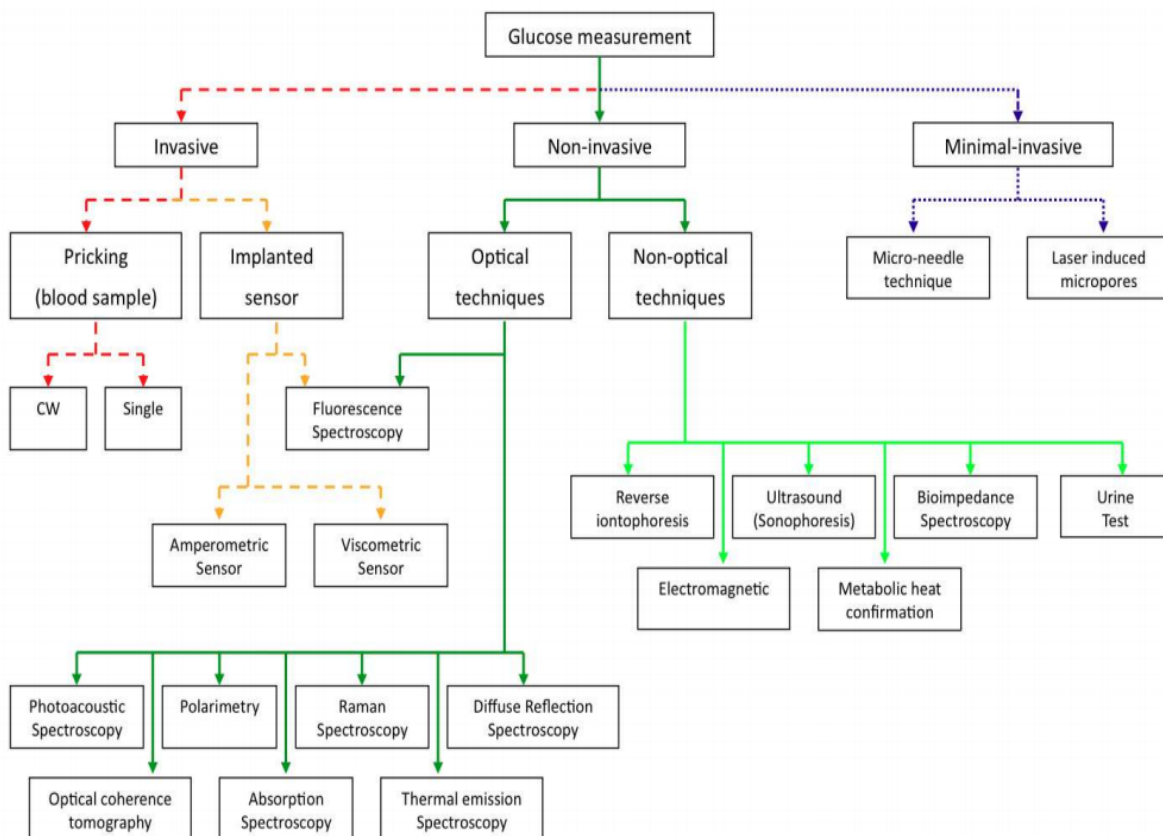 Glucose measurement
Invasive
Non-invasive
Minimal-invasive
Pricking
(blood sample)
Implanted
sensor
Optical
techniques
Non-optical
techniques
Micro-needle
technique
Laser induced
micropores
CW
Single
Fluorescence
Spectroscopy
Reverse
iontophoresis
Ultrasound
(Sonophoresis)
Bioimpedance
Spectroscopy
Urine
Test
Amperometric
Sensor
Viscometric
Sensor
Electromagnetic
Metabolic heat
confirmation
Photoacoustic
Spectroscopy
Polarimetry
Raman
Spectroscopy
Diffuse Reflection
Spectroscopy
Optical coherence
tomography
Absorption
Spectroscopy
Thermal emission
Spectroscopy